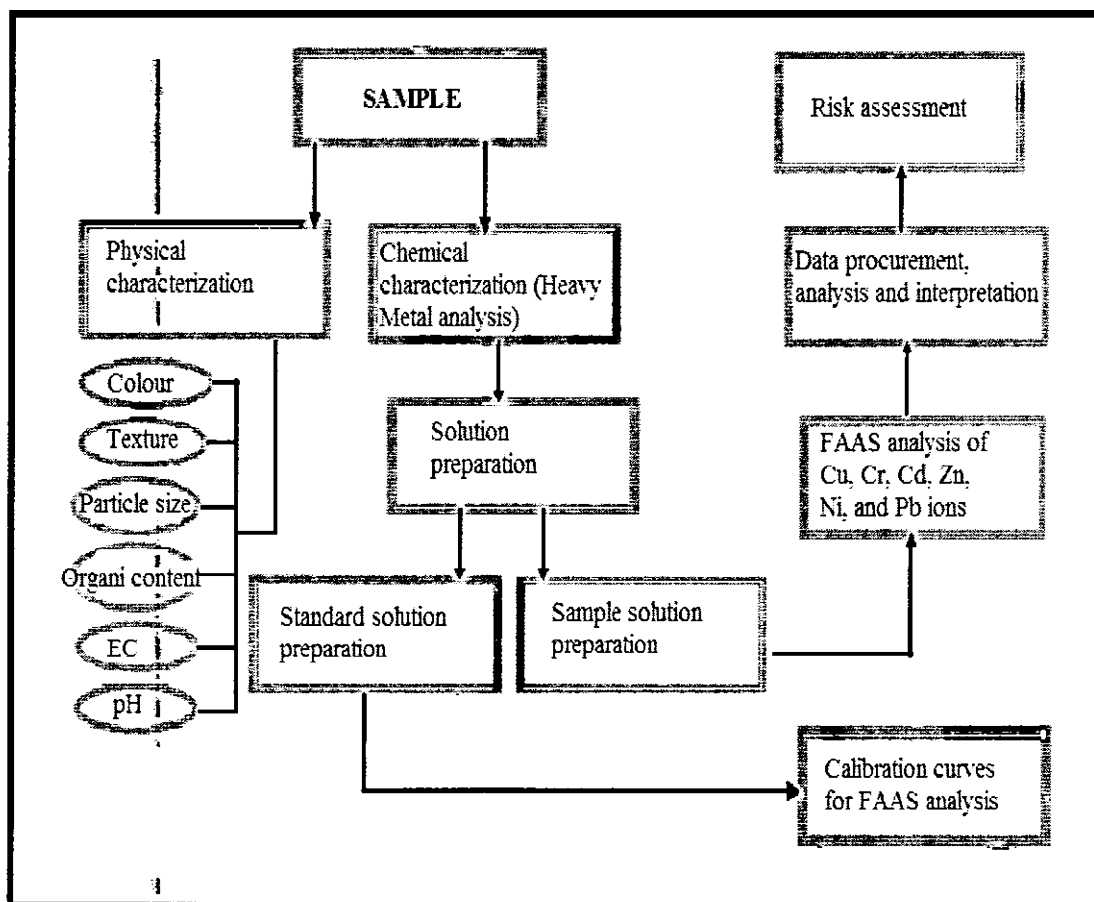 SAMPLE
Physical
characterization
Chemical
characterization (Heavy
Metal analysis)
Colour
Texture
Particle size
Organi content
EC
pH
Solution
preparation
Standard solution
preparation
Sample solution
preparation
Risk assessment
Data procurement,
analysis and interpretation
FAAS analysis of
Cu, Cr, Cd, Zn,
Ni, and Pb ions
Calibration curves
for FAAS analysis